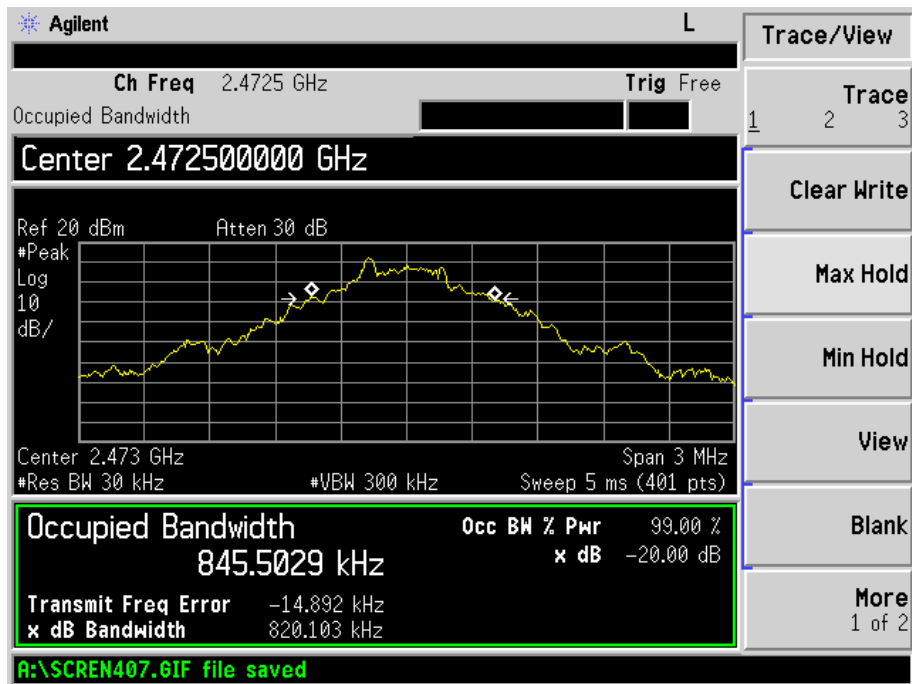 Agilent L
Ch Freq 2.4725 GHz Trig Free
Occupied Bandwidth
Center 2.472500000 GHz
Ref 20 dBm Atten 30 dB
#Peak
Log
10
dB/
Center 2.473 GHz Span 3 MHz
#Res BW 30 kHz #VBW 300 kHz Sweep 5 ms (401 pts)
Occupied Bandwidth Occ BW % Pwr 99.00 %
845.5029 kHz x dB -20.00 dB
Transmit Freq Error -14.892 kHz
x dB Bandwidth 820.103 kHz
A:\SCREN407.GIF file saved
Trace/View
Trace
1 2 3
Clear Write
Max Hold
Min Hold
View
Blank
More
1 of 2